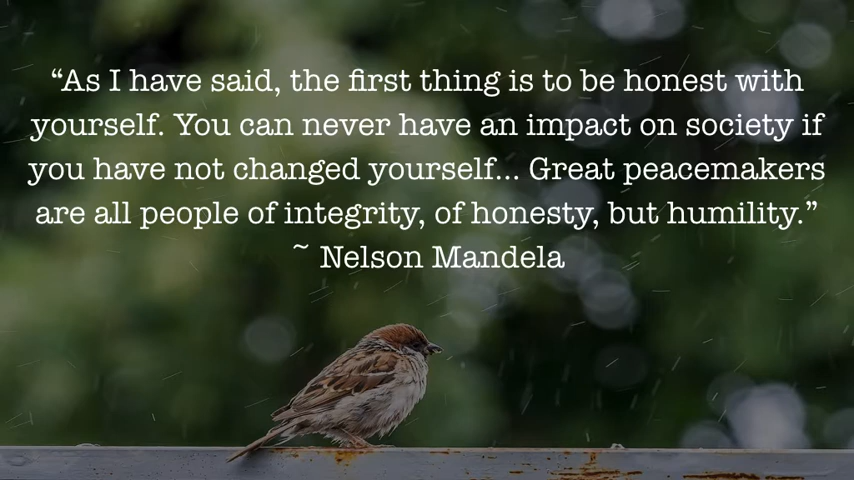 “As I have said, the first thing is to be honest with
yourself. You can never have an impact on society if
you have not changed yourself... Great peacemakers
are all people of integrity, of honesty, but humility.”
~ Nelson Mandela